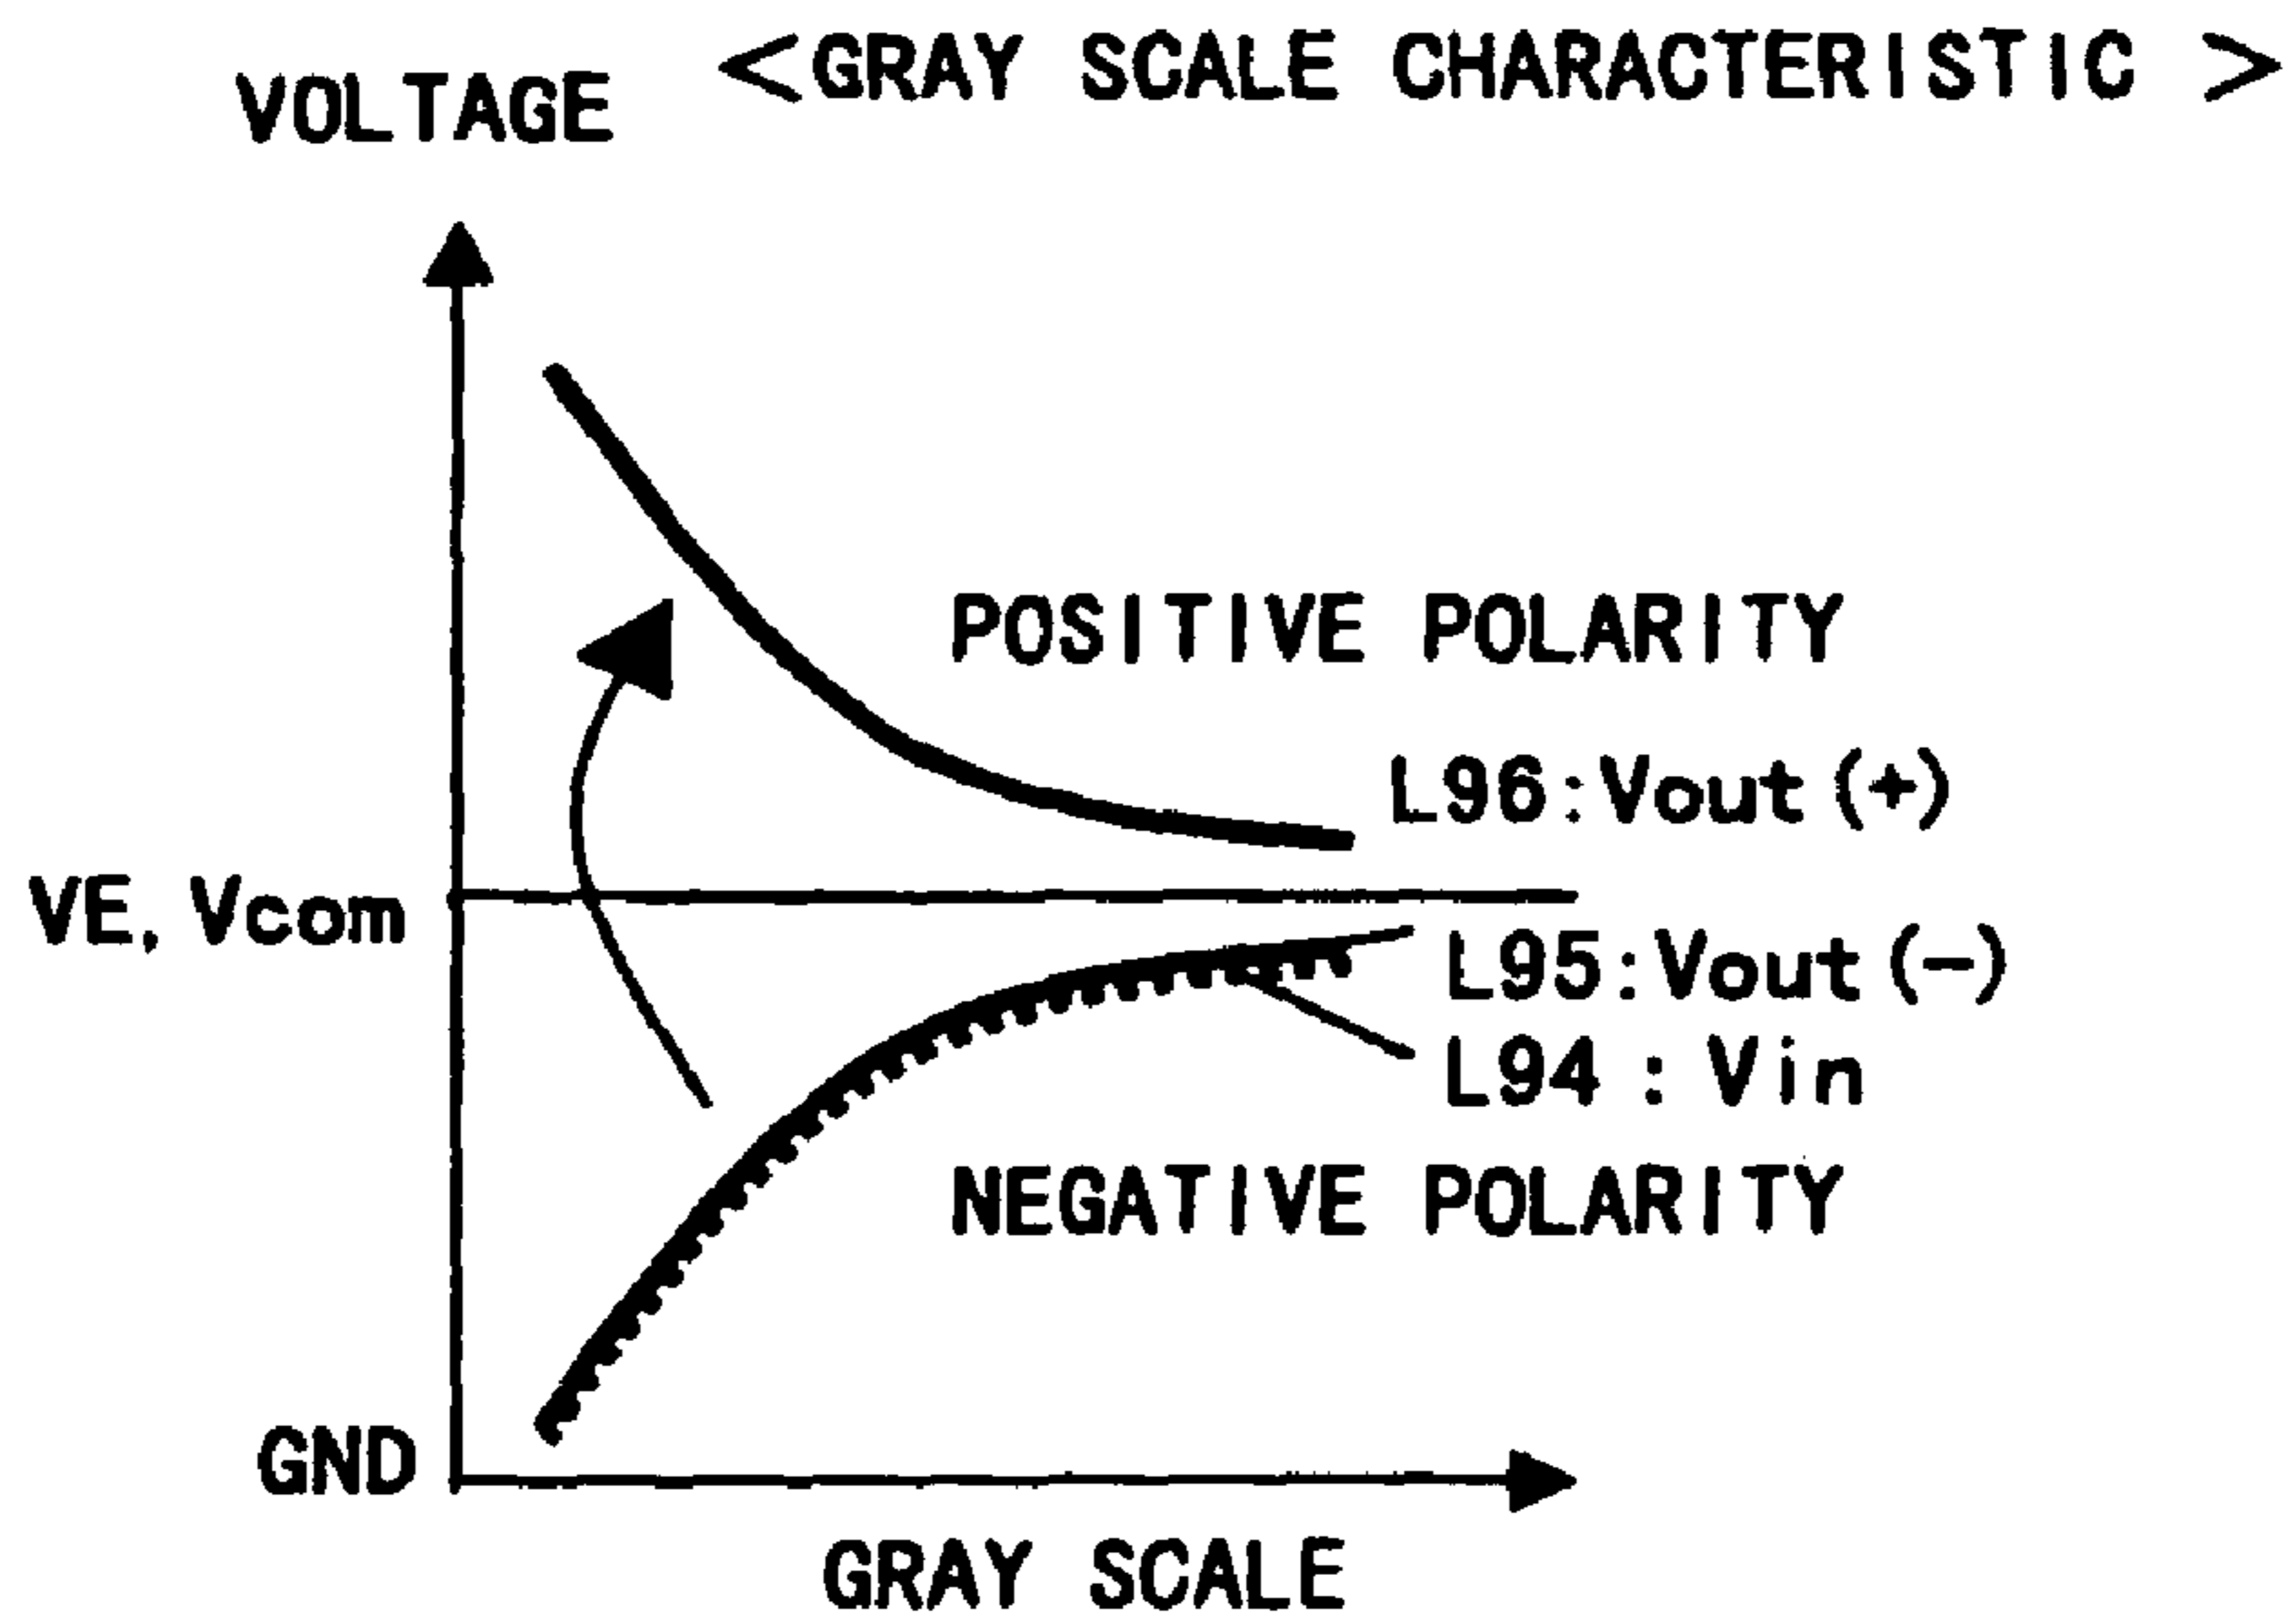 <GRAY SCALE CHARACTERISTIC >
VOLTAGE
POSITIVE POLARITY
L96:Vout (+)
VE, Vcom
L95:Vout (-)
L94 : Vin
NEGATIVE POLARITY
GND
GRAY SCALE